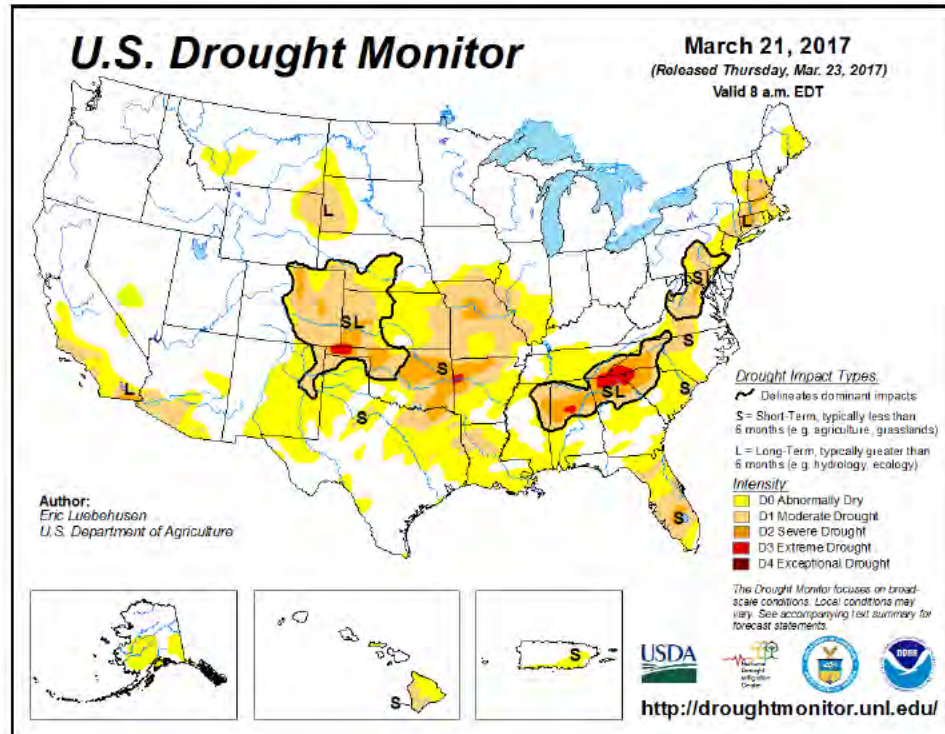 U.S. Drought Monitor
March 21, 2017
(Released Thursday, Mar. 23, 2017)
Valid 8 a.m. EDT
L
L
S L
S
S
L
S
S L
S
S
L
S L
S
Drought Impact Types:
Delineates dominant impacts
S = Short-Term, typically less than
6 months (e.g. agriculture, grasslands)
L = Long-Term, typically greater than
6 months (e.g. hydrology, ecology)
Intensity:
D0 Abnormally Dry
D1 Moderate Drought
D2 Severe Drought
D3 Extreme Drought
D4 Exceptional Drought
Author:
Eric Luebehusen
U.S. Department of Agriculture
The Drought Monitor focuses on broad-
scale conditions. Local conditions may
vary. See accompanying text summary for
forecast statements.
S
S
USDA
National
Drought
Mitigation
Center
http://droughtmonitor.unl.edu/